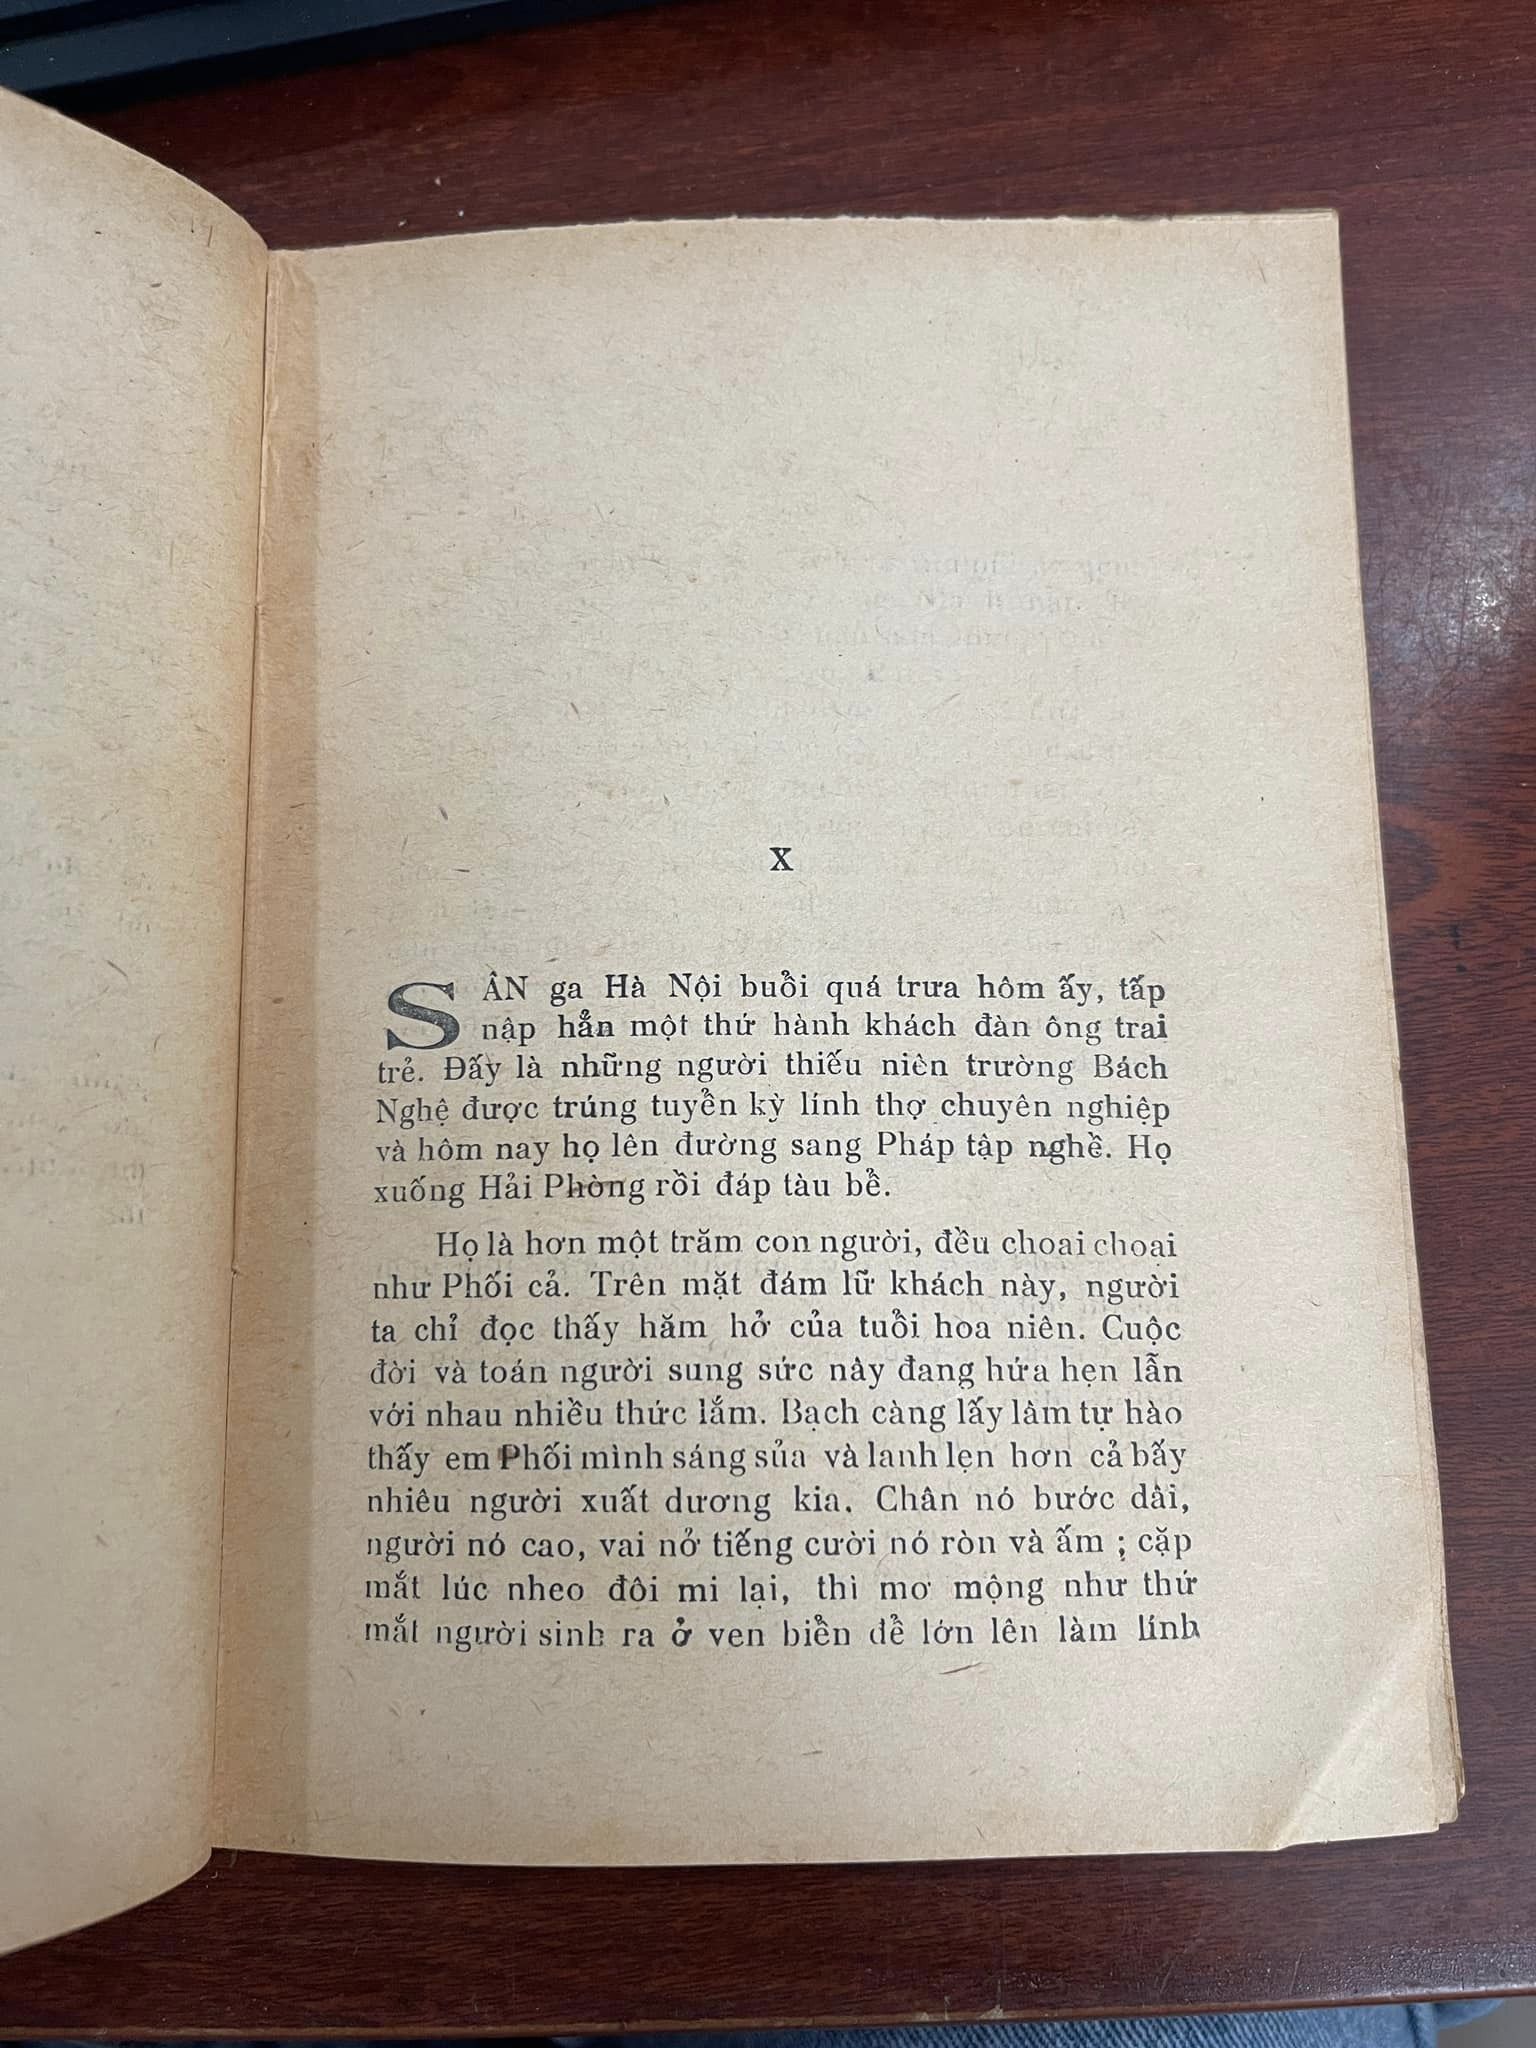 X
SÂN ga Hà Nội buổi quá trưa hôm ấy, tấp
nập hẳn một thứ hành khách đàn ông trai
trẻ. Đấy là những người thiếu niên trường Bách
Nghệ được trúng tuyển kỳ lính thợ chuyên nghiệp
và hôm nay họ lên đường sang Pháp tập nghề. Họ
xuống Hải Phòng rồi đáp tàu bể.
Họ là hơn một trăm con người, đều choai choai
như Phối cả. Trên mặt đám lữ khách này, người
ta chỉ đọc thấy hăm hở của tuổi hoa niên. Cuộc
đời và toán người sung sức này đang hứa hẹn lẫn
với nhau nhiều thức lắm. Bạch càng lấy làm tự hào
thấy em Phối mình sáng sủa và lanh lẹn hơn cả bấy
nhiêu người xuất dương kia. Chân nó bước dài,
người nó cao, vai nở tiếng cười nó ròn và ấm ; cặp
mắt lúc nheo đôi mi lại, thì mơ mộng như thứ
mắt người sinh ra ở ven biển để lớn lên làm lính